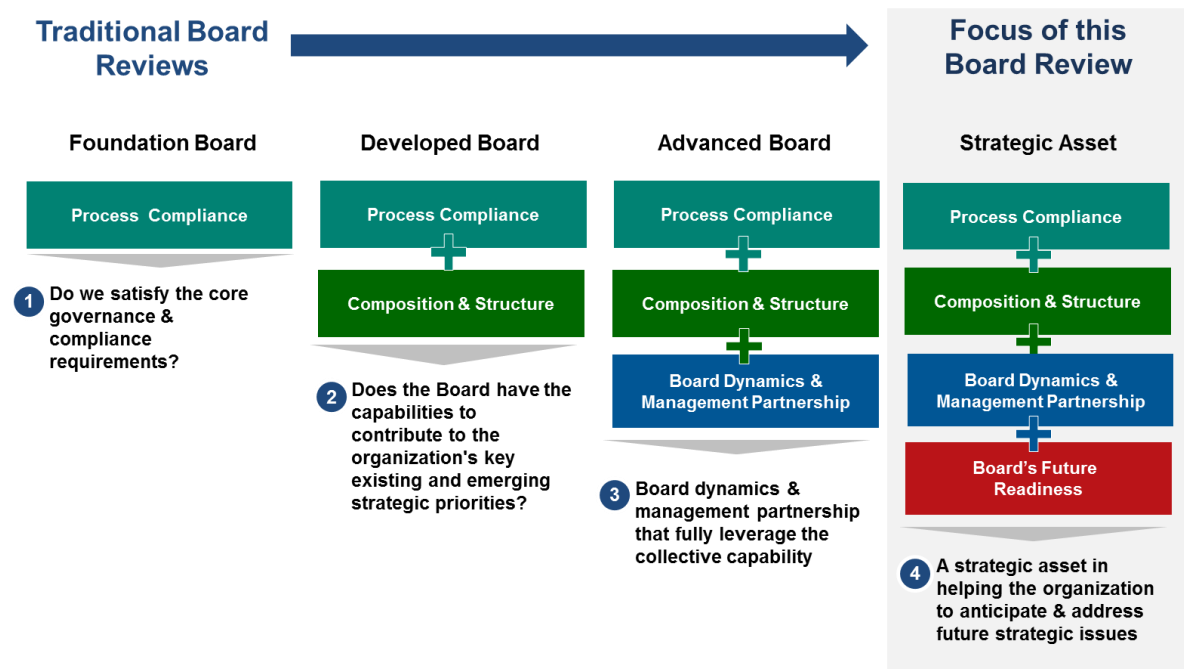 Traditional Board
Reviews
Focus of this
Board Review
Foundation Board
Process Compliance
1
Do we satisfy the core
governance &
compliance
requirements?
Developed Board
Process Compliance
Composition & Structure
2
Does the Board have the
capabilities to
contribute to the
organization's key
existing and emerging
strategic priorities?
Advanced Board
Process Compliance
Composition & Structure
Board Dynamics &
Management Partnership
3
Board dynamics &
management partnership
that fully leverage the
collective capability
Strategic Asset
Process Compliance
Composition & Structure
Board Dynamics &
Management Partnership
Board’s Future
Readiness
4
A strategic asset in
helping the organization
to anticipate & address
future strategic issues